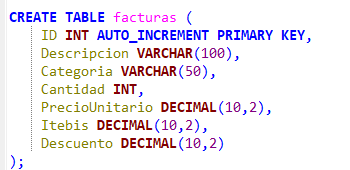 CREATE TABLE facturas (
ID INT AUTO_INCREMENT PRIMARY KEY,
Descripcion VARCHAR(100),
Categoria VARCHAR(50),
Cantidad INT,
PrecioUnitario DECIMAL(10,2),
Itebis DECIMAL(10,2),
Descuento DECIMAL(10,2)
);